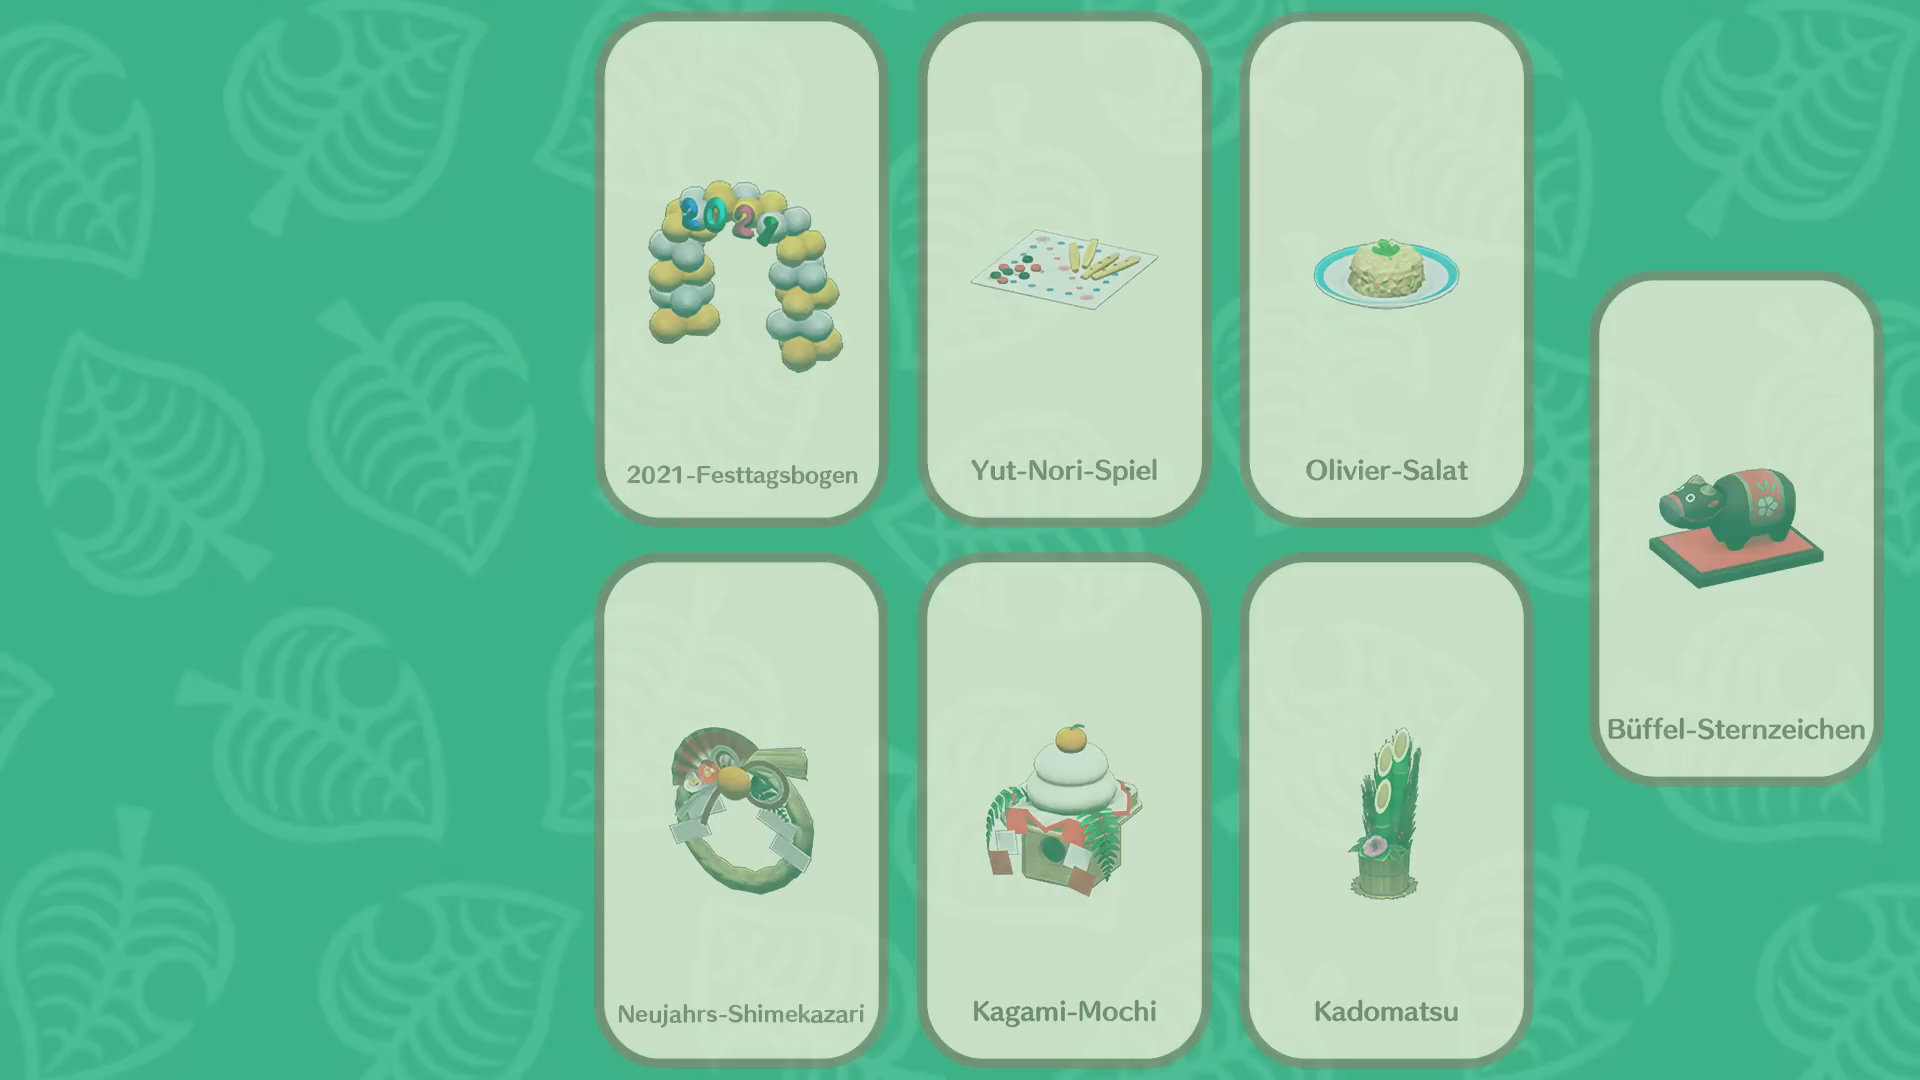 2021
2021-Festtagsbogen
Yut-Nori-Spiel
Olivier-Salat
Büffel-Sternzeichen
Neujahrs-Shimekazari
Kagami-Mochi
Kadomatsu